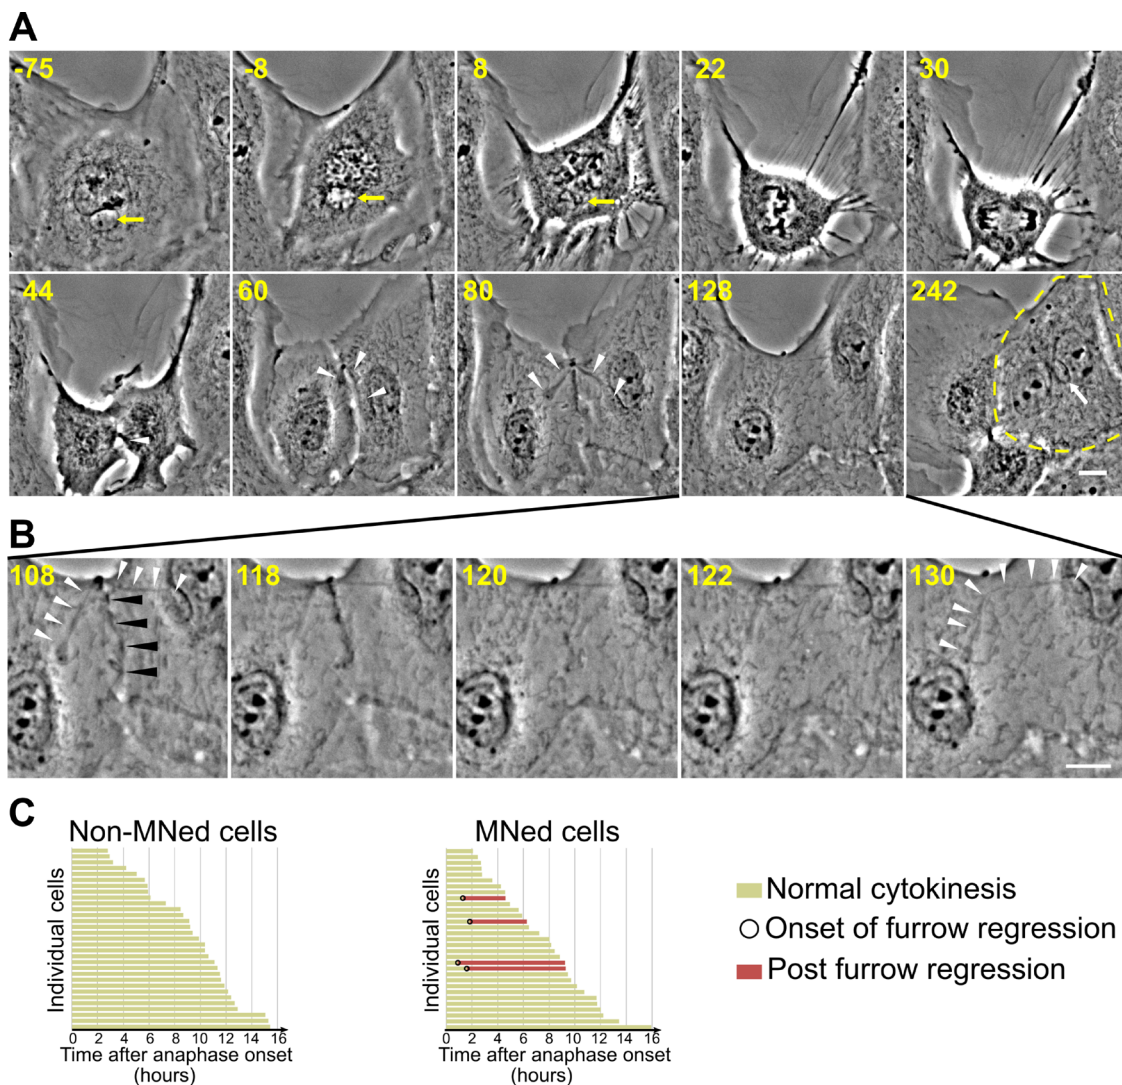 A
-75 -8 8 22 30
44 60 80 128 242
B
108 118 120 122 130
C
Non-MNed cells MNed cells
Individual cells
Individual cells
0 2 4 6 8 10 12 14 16
0 2 4 6 8 10 12 14 16
Time after anaphase onset
(hours)
Time after anaphase onset
(hours)
Normal cytokinesis
Onset of furrow regression
Post furrow regression